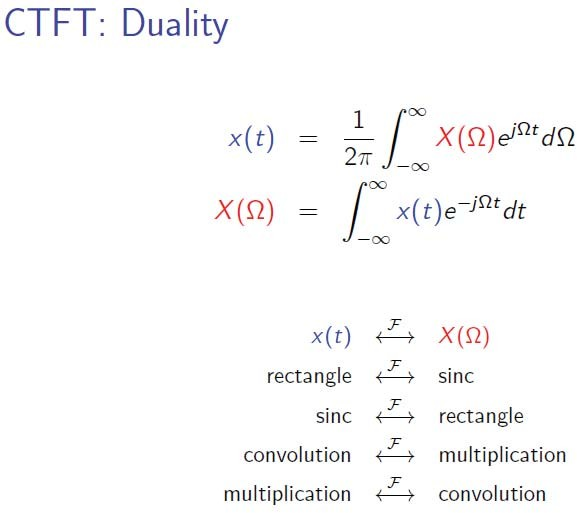 CTFT: Duality
x(t) = 1/2π ∫_{-∞}^{∞} X(Ω)e^{jΩt}dΩ
X(Ω) = ∫_{-∞}^{∞} x(t)e^{-jΩt}dt
x(t) ⟷^ℱ X(Ω)
rectangle ⟷^ℱ sinc
sinc ⟷^ℱ rectangle
convolution ⟷^ℱ multiplication
multiplication ⟷^ℱ convolution